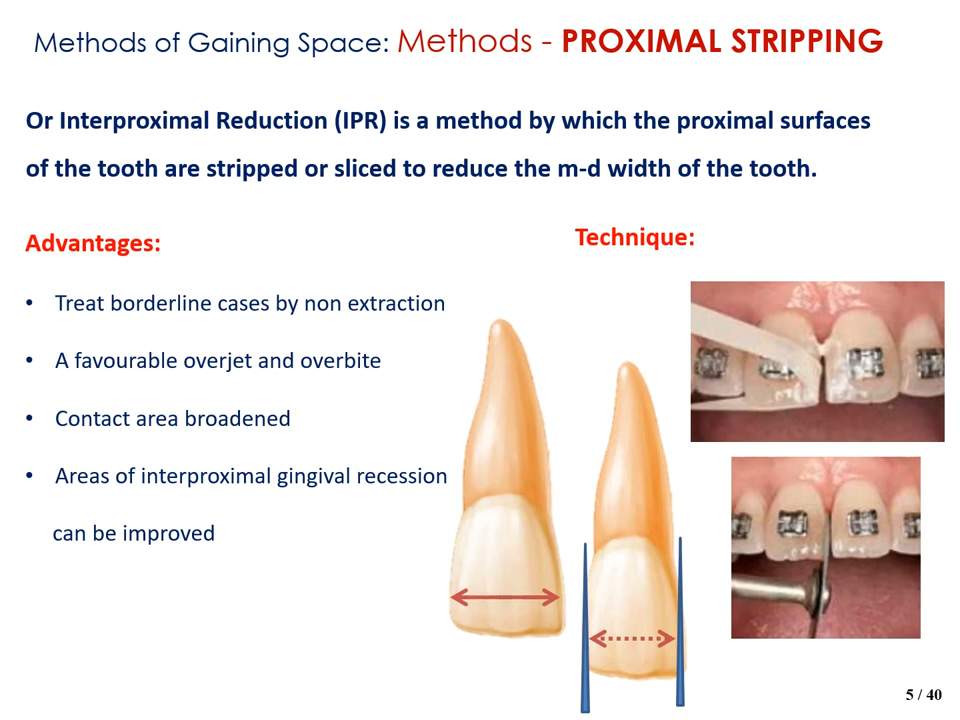 Methods of Gaining Space: Methods - PROXIMAL STRIPPING
Or Interproximal Reduction (IPR) is a method by which the proximal surfaces
of the tooth are stripped or sliced to reduce the m-d width of the tooth.
Advantages:
• Treat borderline cases by non extraction
• A favourable overjet and overbite
• Contact area broadened
• Areas of interproximal gingival recession
can be improved
Technique:
5 / 40